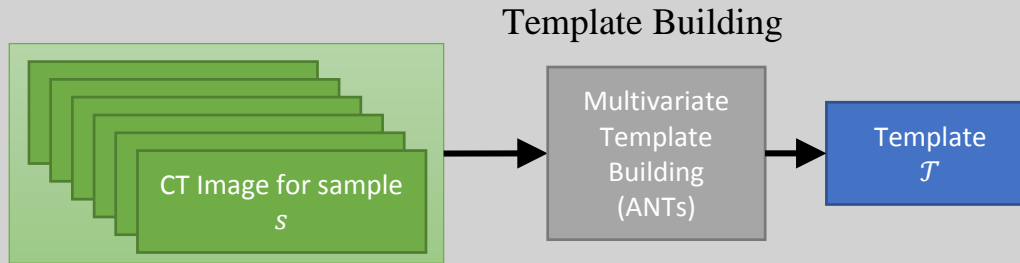 Template Building
CT Image for sample
s
Multivariate
Template
Building
(ANTs)
Template
𝒯